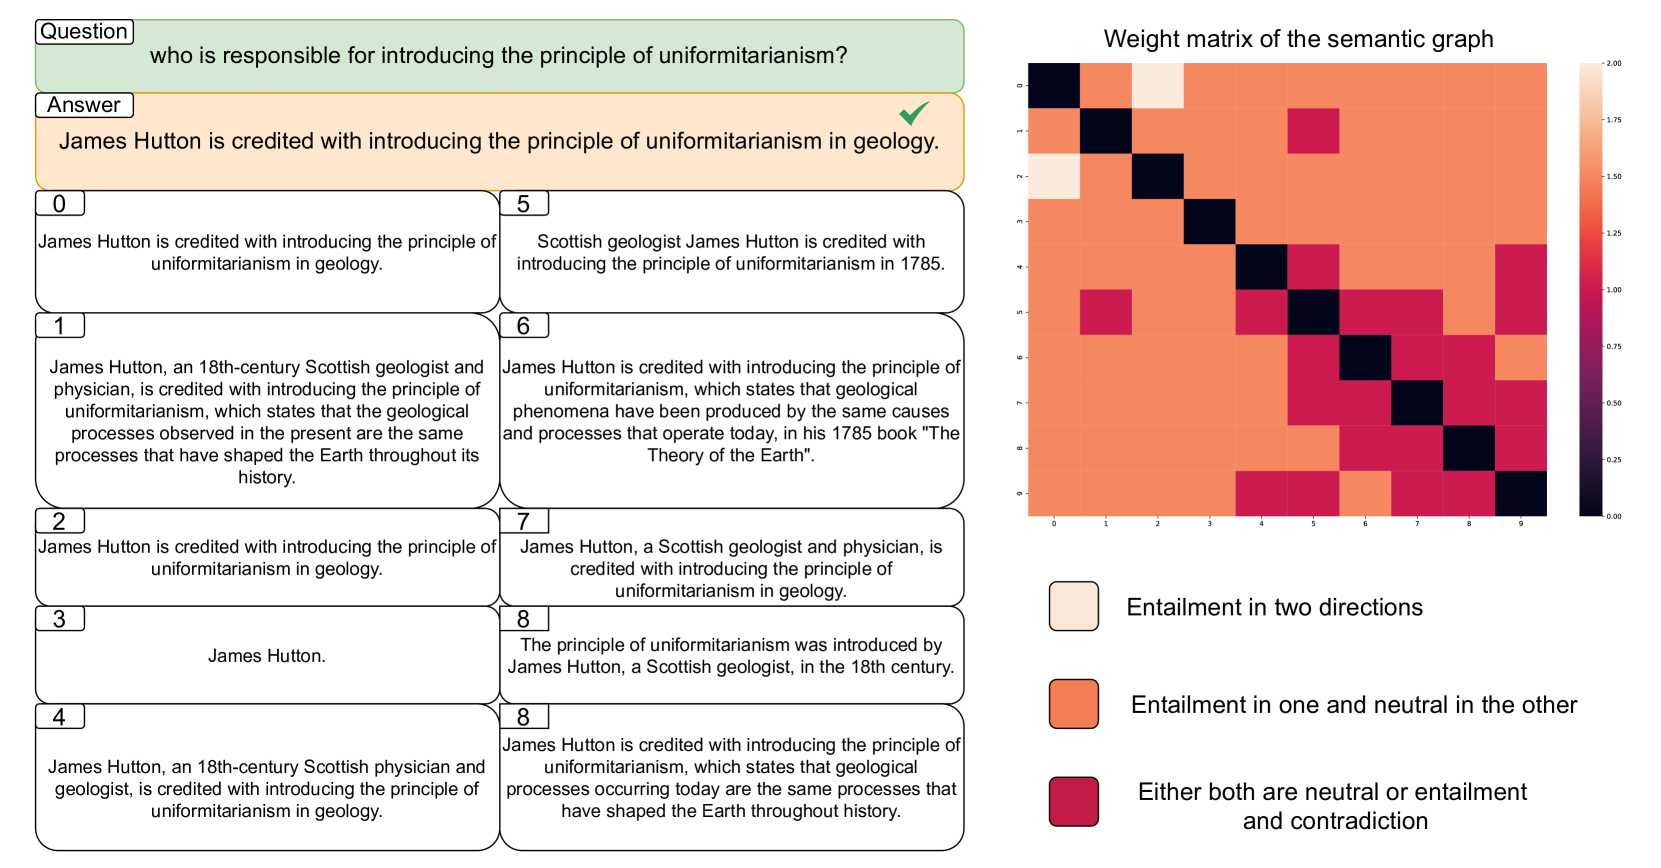 Question
who is responsible for introducing the principle of uniformitarianism?
Answer
James Hutton is credited with introducing the principle of uniformitarianism in geology.
0
James Hutton is credited with introducing the principle of
uniformitarianism in geology.
1
James Hutton, an 18th-century Scottish geologist and
physician, is credited with introducing the principle of
uniformitarianism, which states that the geological
processes observed in the present are the same
processes that have shaped the Earth throughout its
history.
2
James Hutton is credited with introducing the principle of
uniformitarianism in geology.
3
James Hutton.
4
James Hutton, an 18th-century Scottish physician and
geologist, is credited with introducing the principle of
uniformitarianism in geology.
5
Scottish geologist James Hutton is credited with
introducing the principle of uniformitarianism in 1785.
6
James Hutton is credited with introducing the principle of
uniformitarianism, which states that geological
phenomena have been produced by the same causes
and processes that operate today, in his 1785 book "The
Theory of the Earth".
7
James Hutton, a Scottish geologist and physician, is
credited with introducing the principle of
uniformitarianism in geology.
8
The principle of uniformitarianism was introduced by
James Hutton, a Scottish geologist, in the 18th century.
8
James Hutton is credited with introducing the principle of
uniformitarianism, which states that geological
processes occurring today are the same processes that
have shaped the Earth throughout history.
Weight matrix of the semantic graph
0
1
2
3
4
5
6
7
8
9
0 1 2 3 4 5 6 7 8 9
2.00
1.75
1.50
1.25
1.00
0.75
0.50
0.25
0.00
Entailment in two directions
Entailment in one and neutral in the other
Either both are neutral or entailment
and contradiction